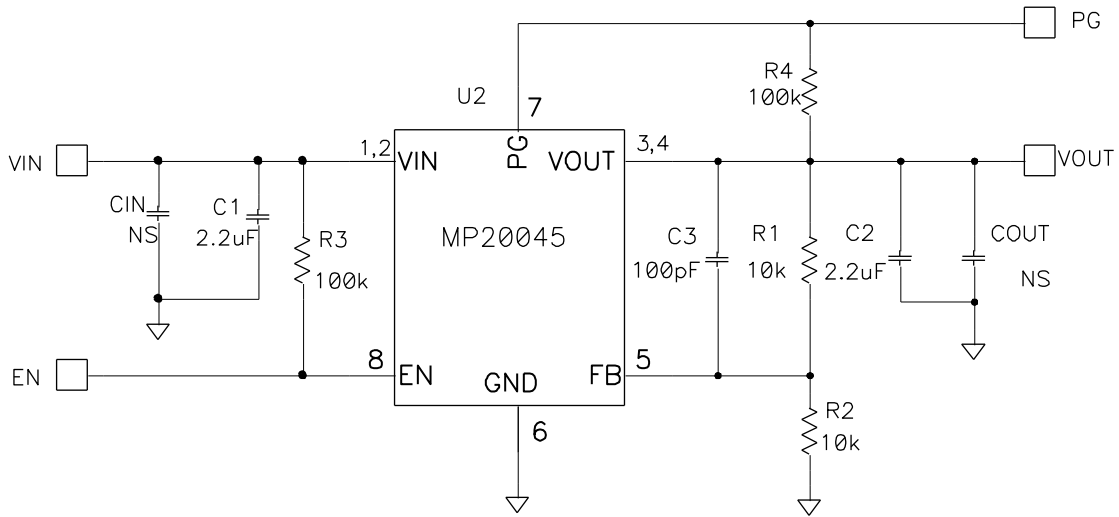 PG
R4
100k
U2
7
VIN
1,2
VIN
PG
VOUT
3,4
VOUT
CIN
NS
C1
2.2uF
R3
100k
MP20045
C3
100pF
R1
10k
C2
2.2uF
COUT
NS
EN
8
EN
GND
FB
5
6
R2
10k